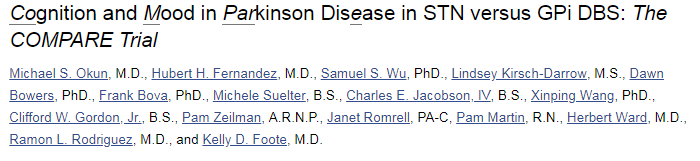 Cognition and Mood in Parkinson Disease in STN versus GPi DBS: The
COMPARE Trial
Michael S. Okun, M.D., Hubert H. Fernandez, M.D., Samuel S. Wu, PhD., Lindsey Kirsch-Darrow, M.S., Dawn
Bowers, PhD., Frank Bova, PhD., Michele Suelter, B.S., Charles E. Jacobson, IV, B.S., Xinping Wang, PhD.,
Clifford W. Gordon, Jr., B.S., Pam Zeilman, A.R.N.P., Janet Romrell, PA-C, Pam Martin, R.N., Herbert Ward, M.D.,
Ramon L. Rodriguez, M.D., and Kelly D. Foote, M.D.